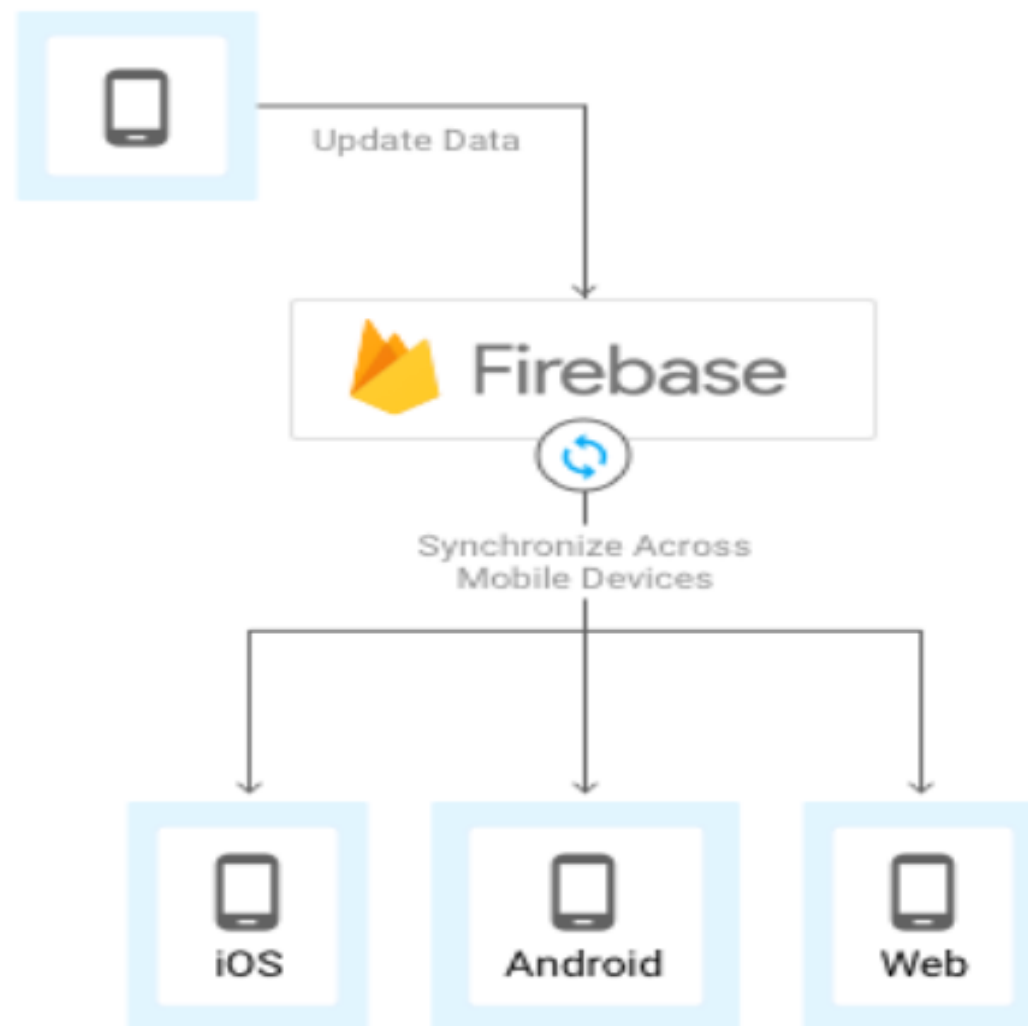 Update Data
Firebase
Synchronize Across
Mobile Devices
iOS
Android
Web